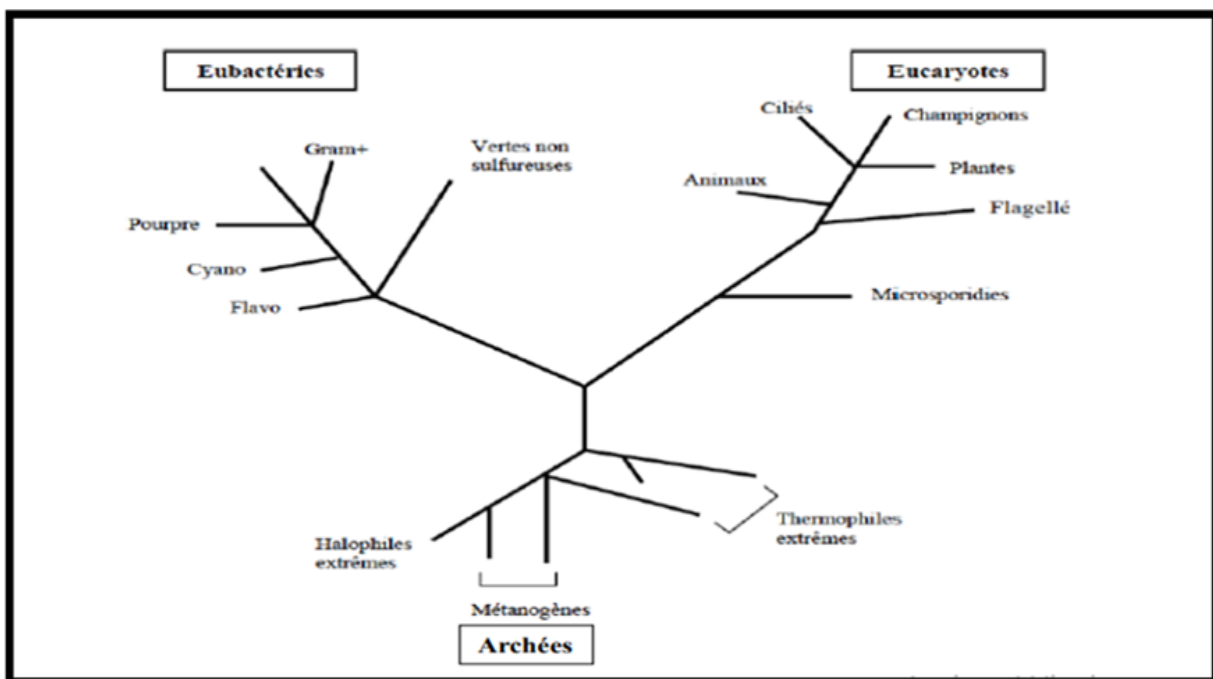 Eubactéries
Eucaryotes
Ciliés
Champignons
Gram+
Vertes non
sulfureuses
Animaux
Plantes
Pourpre
Flagellé
Cyano
Flavo
Microsporidies
Halophiles
extrêmes
Thermophiles
extrêmes
Métanogènes
Archées